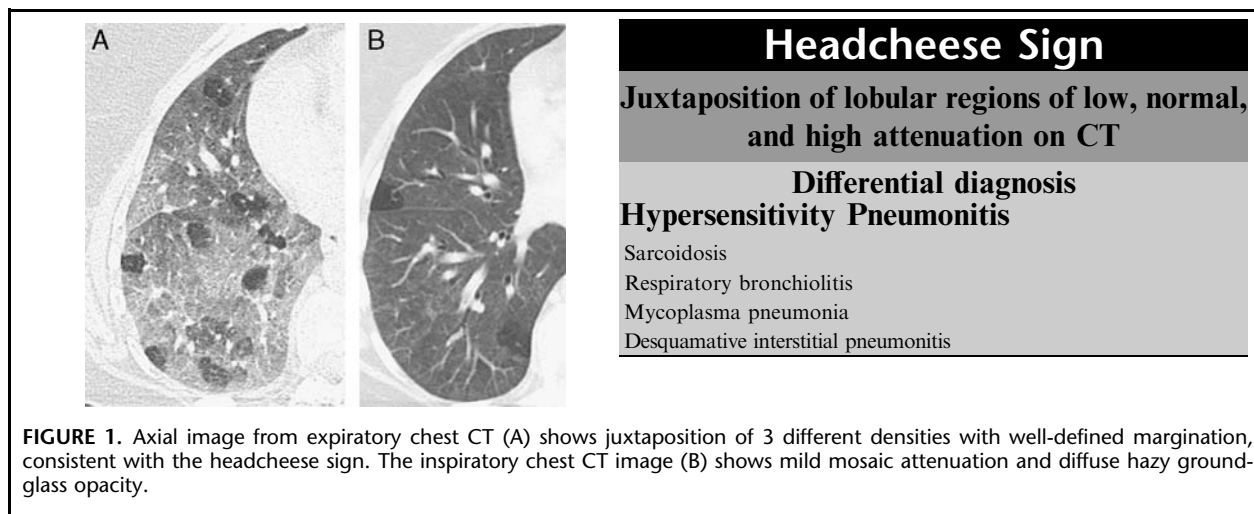 A
B
Headcheese Sign
Juxtaposition of lobular regions of low, normal,
and high attenuation on CT
Differential diagnosis
Hypersensitivity Pneumonitis
Sarcoidosis
Respiratory bronchiolitis
Mycoplasma pneumonia
Desquamative interstitial pneumonitis
FIGURE 1. Axial image from expiratory chest CT (A) shows juxtaposition of 3 different densities with well-defined margination,
consistent with the headcheese sign. The inspiratory chest CT image (B) shows mild mosaic attenuation and diffuse hazy ground-
glass opacity.